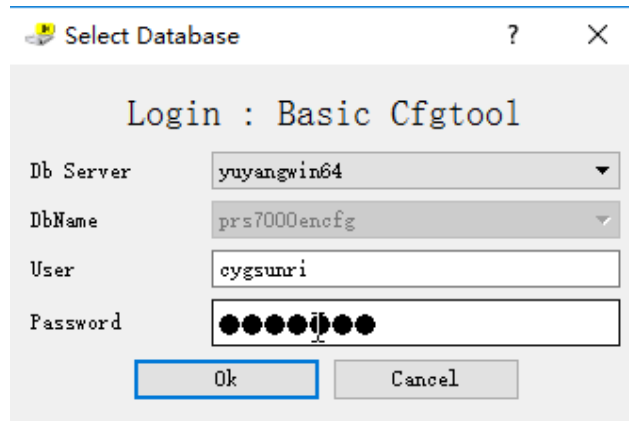 Select Database
Login : Basic Cfgtool
Db Server yuyangwin64
DbName prs7000encfg
User cygsunri
Password ●●●●●●●
Ok Cancel